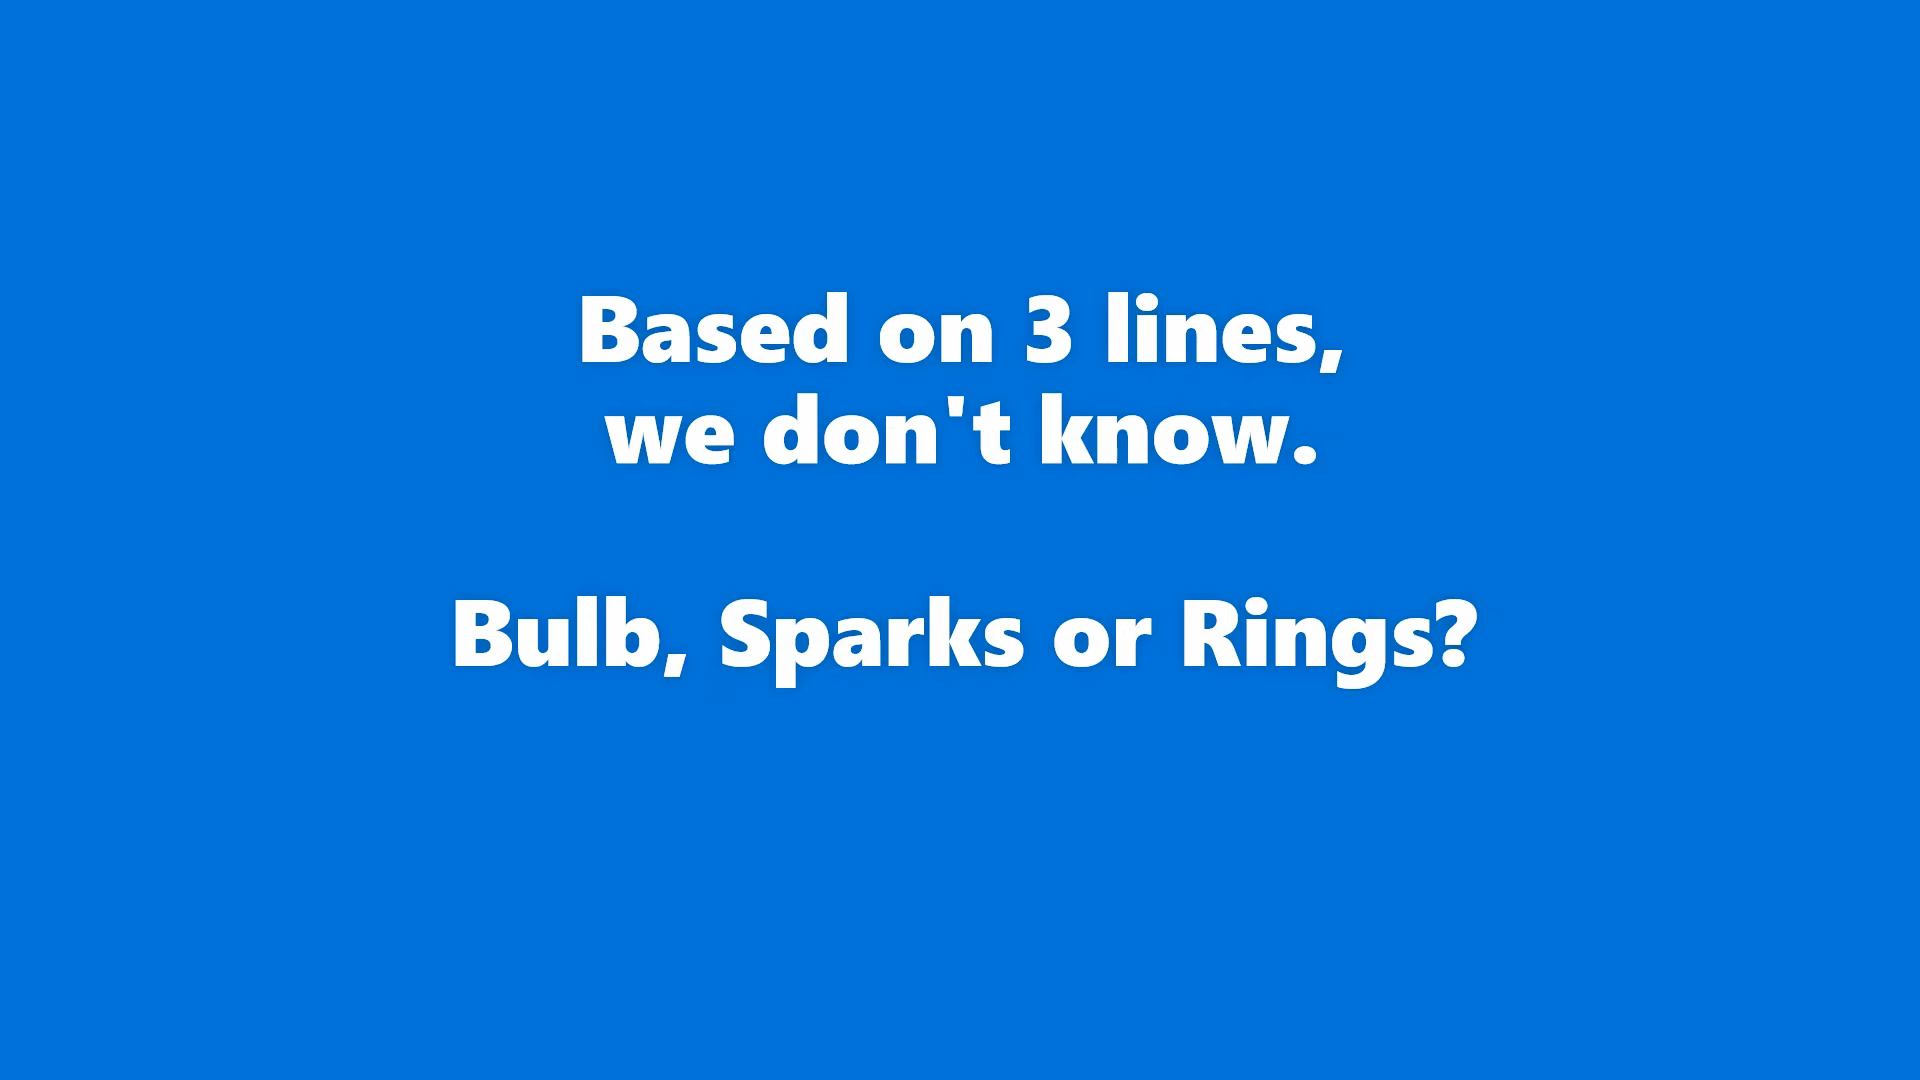 Based on 3 lines,
we don't know.
Bulb, Sparks or Rings?